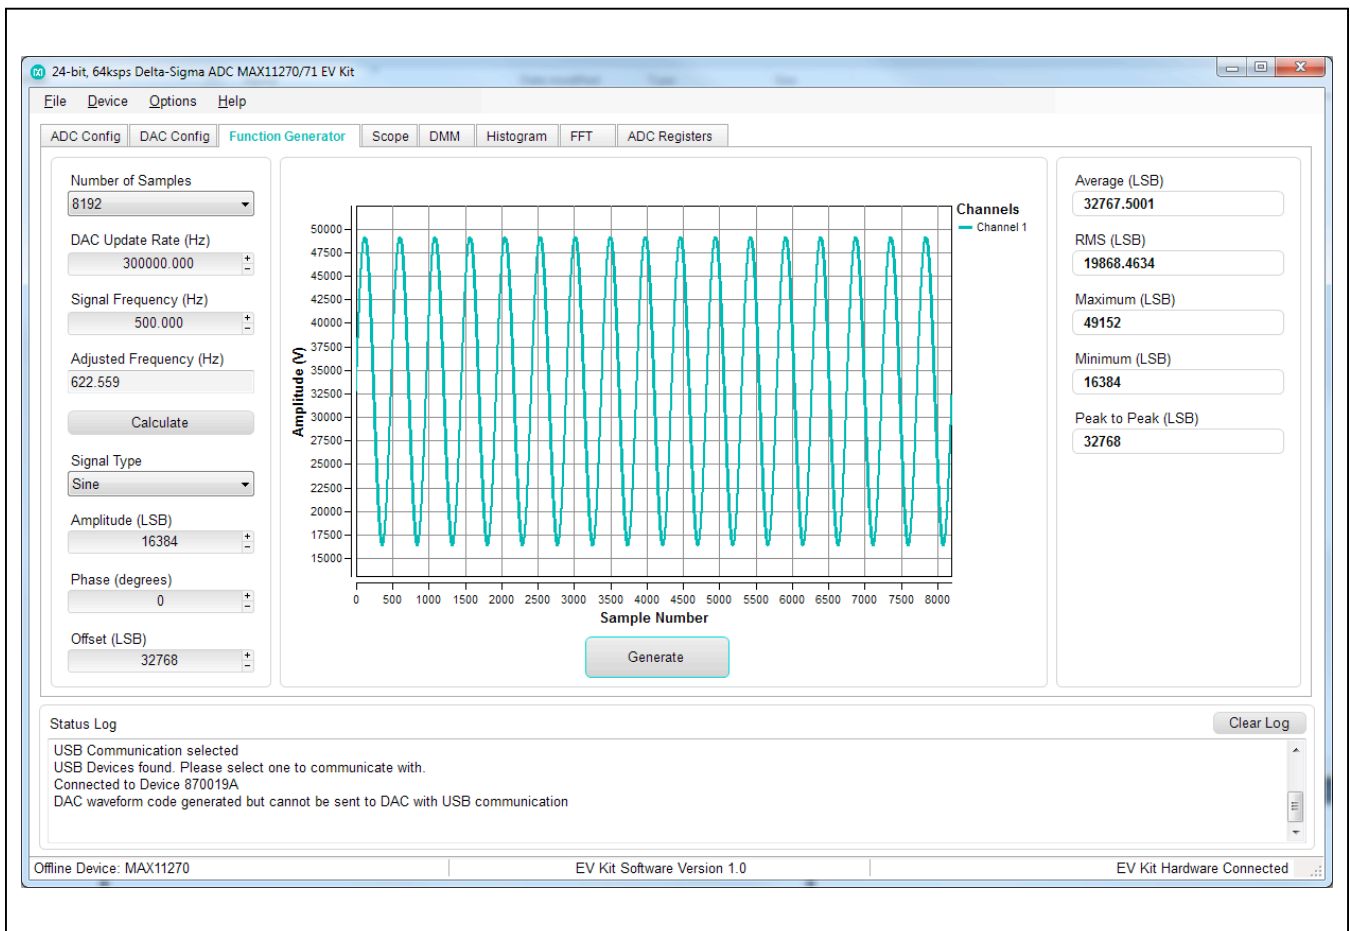 24-bit, 64ksps Delta-Sigma ADC MAX11270/71 EV Kit
File Device Options Help
ADC Config DAC Config Function Generator Scope DMM Histogram FFT ADC Registers
Number of Samples
8192
DAC Update Rate (Hz)
300000.000
Signal Frequency (Hz)
500.000
Adjusted Frequency (Hz)
622.559
Calculate
Signal Type
Sine
Amplitude (LSB)
16384
Phase (degrees)
0
Offset (LSB)
32768
Amplitude (V)
50000
47500
45000
42500
40000
37500
35000
32500
30000
27500
25000
22500
20000
17500
15000
0 500 1000 1500 2000 2500 3000 3500 4000 4500 5000 5500 6000 6500 7000 7500 8000
Sample Number
Channels
Channel 1
Generate
Average (LSB)
32767.5001
RMS (LSB)
19868.4634
Maximum (LSB)
49152
Minimum (LSB)
16384
Peak to Peak (LSB)
32768
Status Log
Clear Log
USB Communication selected
USB Devices found. Please select one to communicate with.
Connected to Device 870019A
DAC waveform code generated but cannot be sent to DAC with USB communication
Offline Device: MAX11270 EV Kit Software Version 1.0 EV Kit Hardware Connected